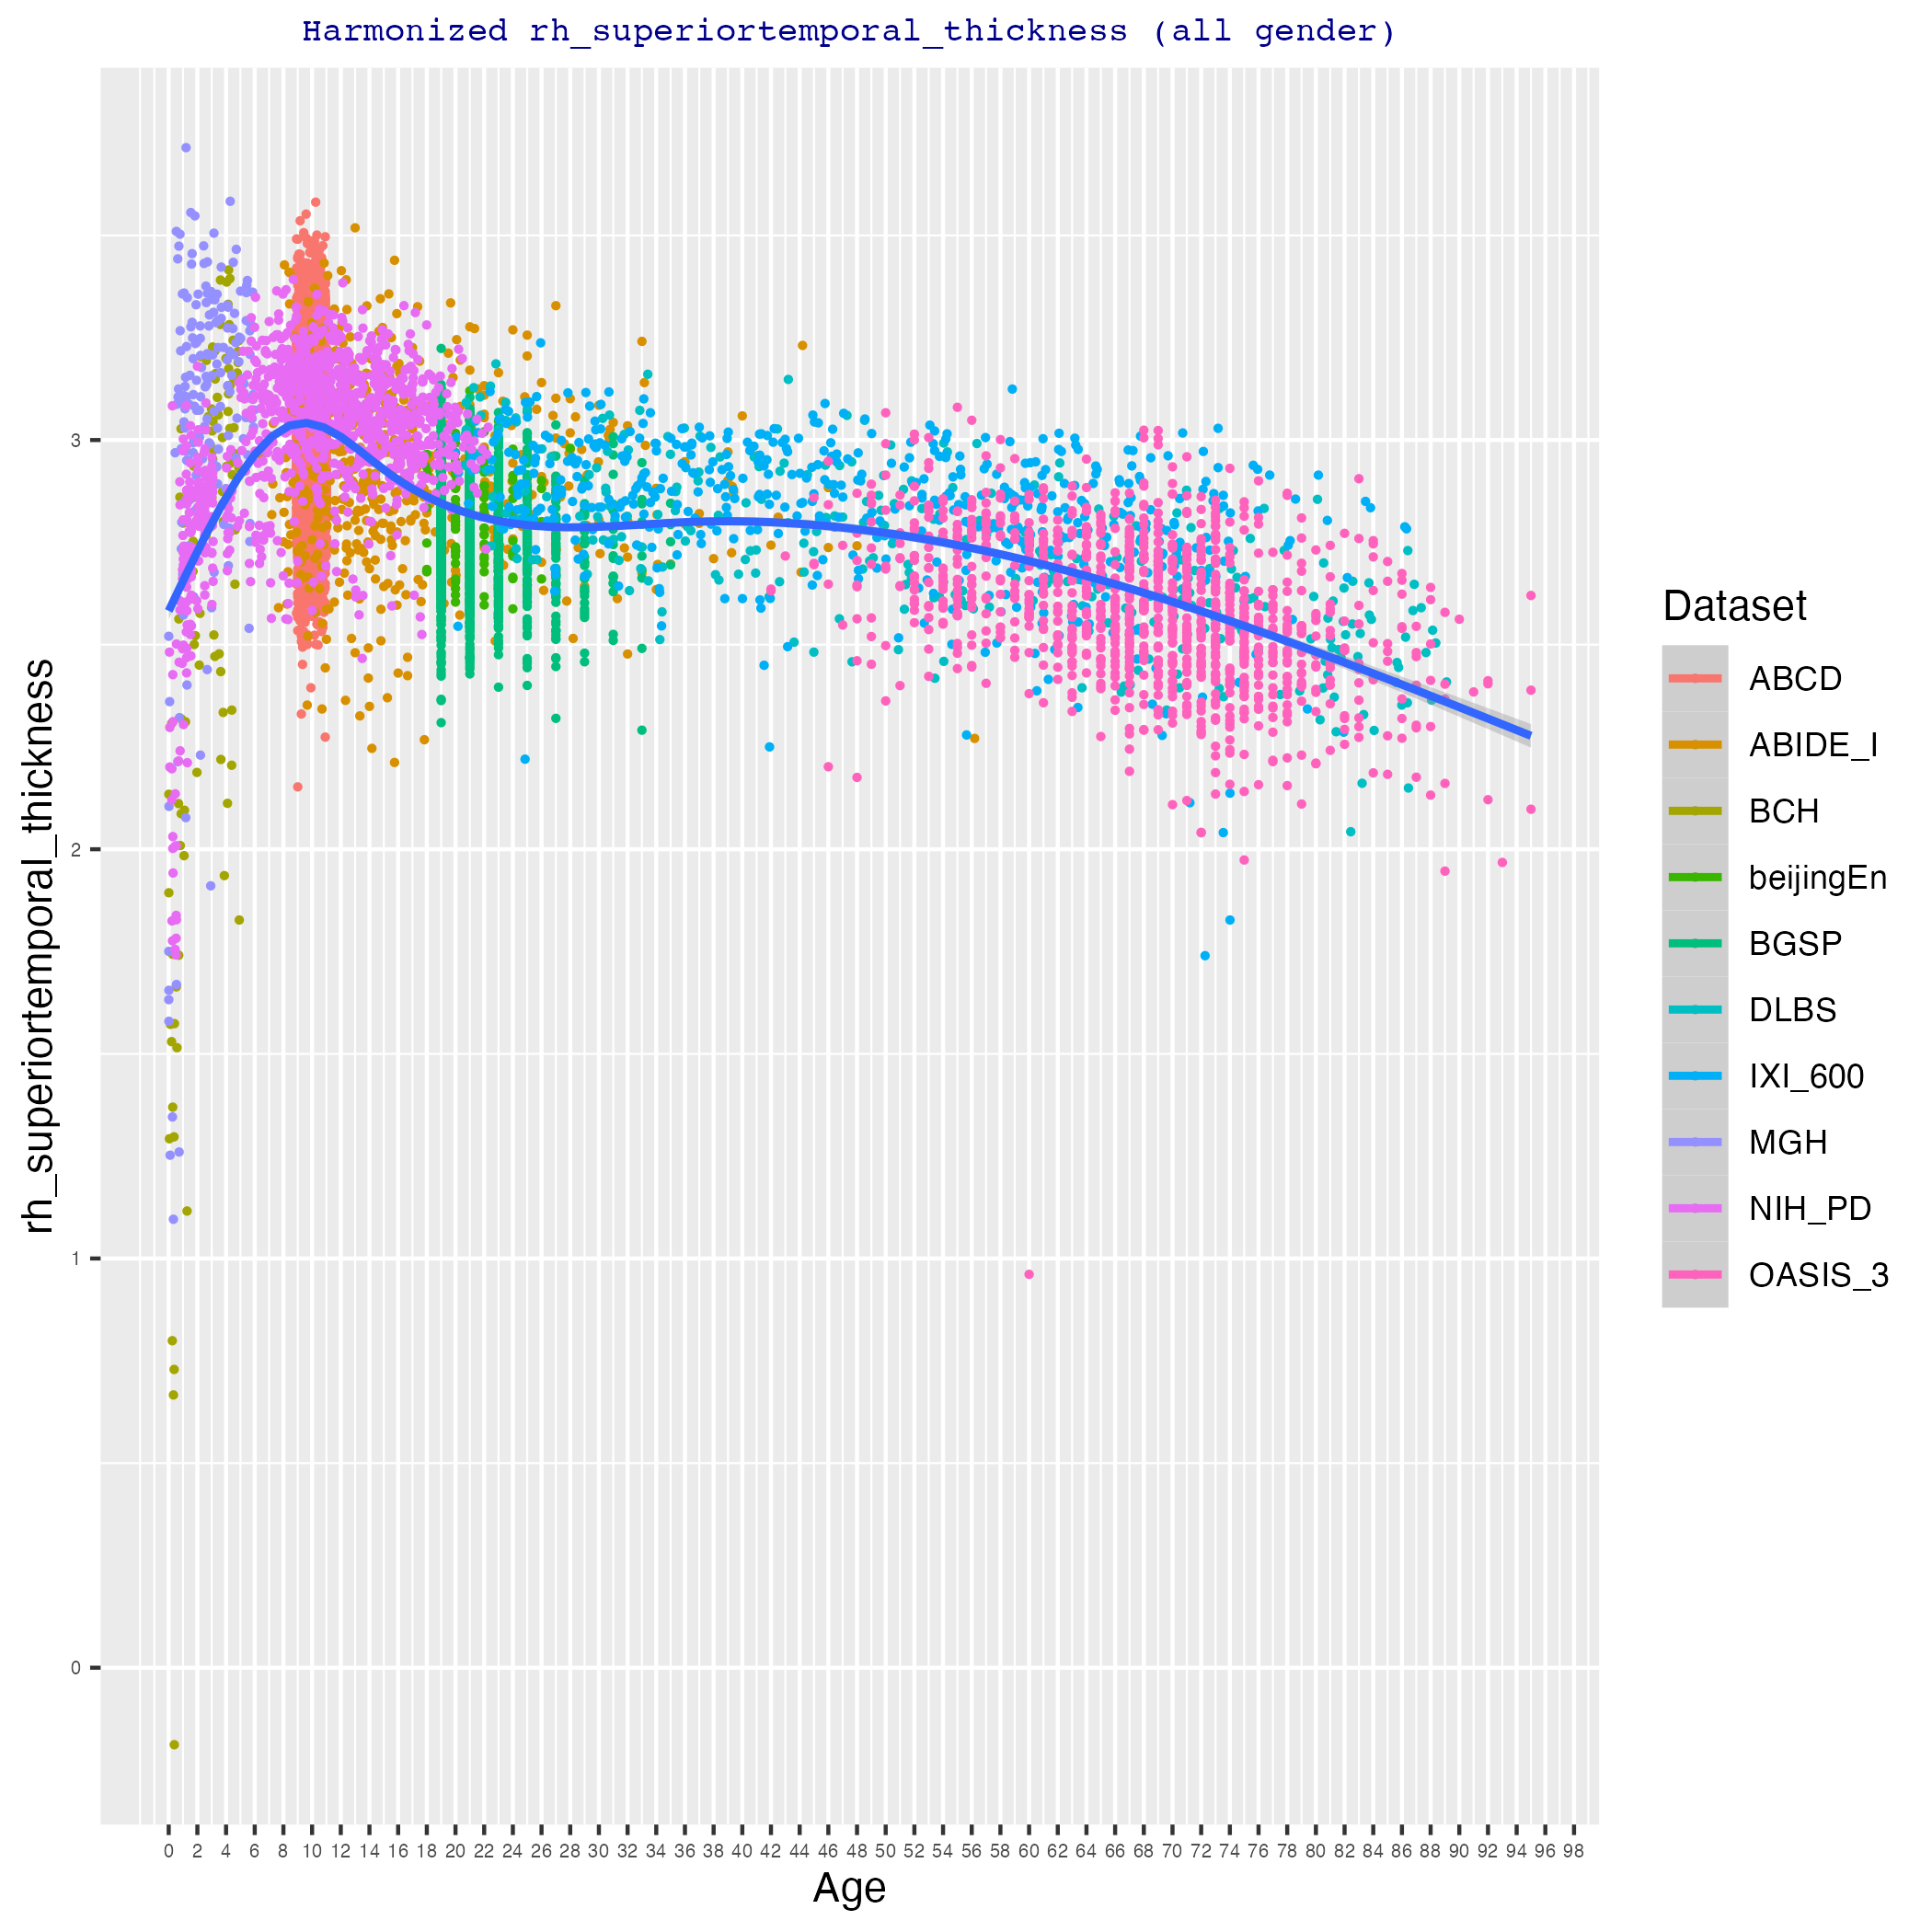 Harmonized rh_superiortemporal_thickness (all gender)
rh_superiortemporal_thickness
3
2
1
0
0 2 4 6 8 10 12 14 16 18 20 22 24 26 28 30 32 34 36 38 40 42 44 46 48 50 52 54 56 58 60 62 64 66 68 70 72 74 76 78 80 82 84 86 88 90 92 94 96 98
Age
Dataset
ABCD
ABIDE_I
BCH
beijingEn
BGSP
DLBS
IXI_600
MGH
NIH_PD
OASIS_3